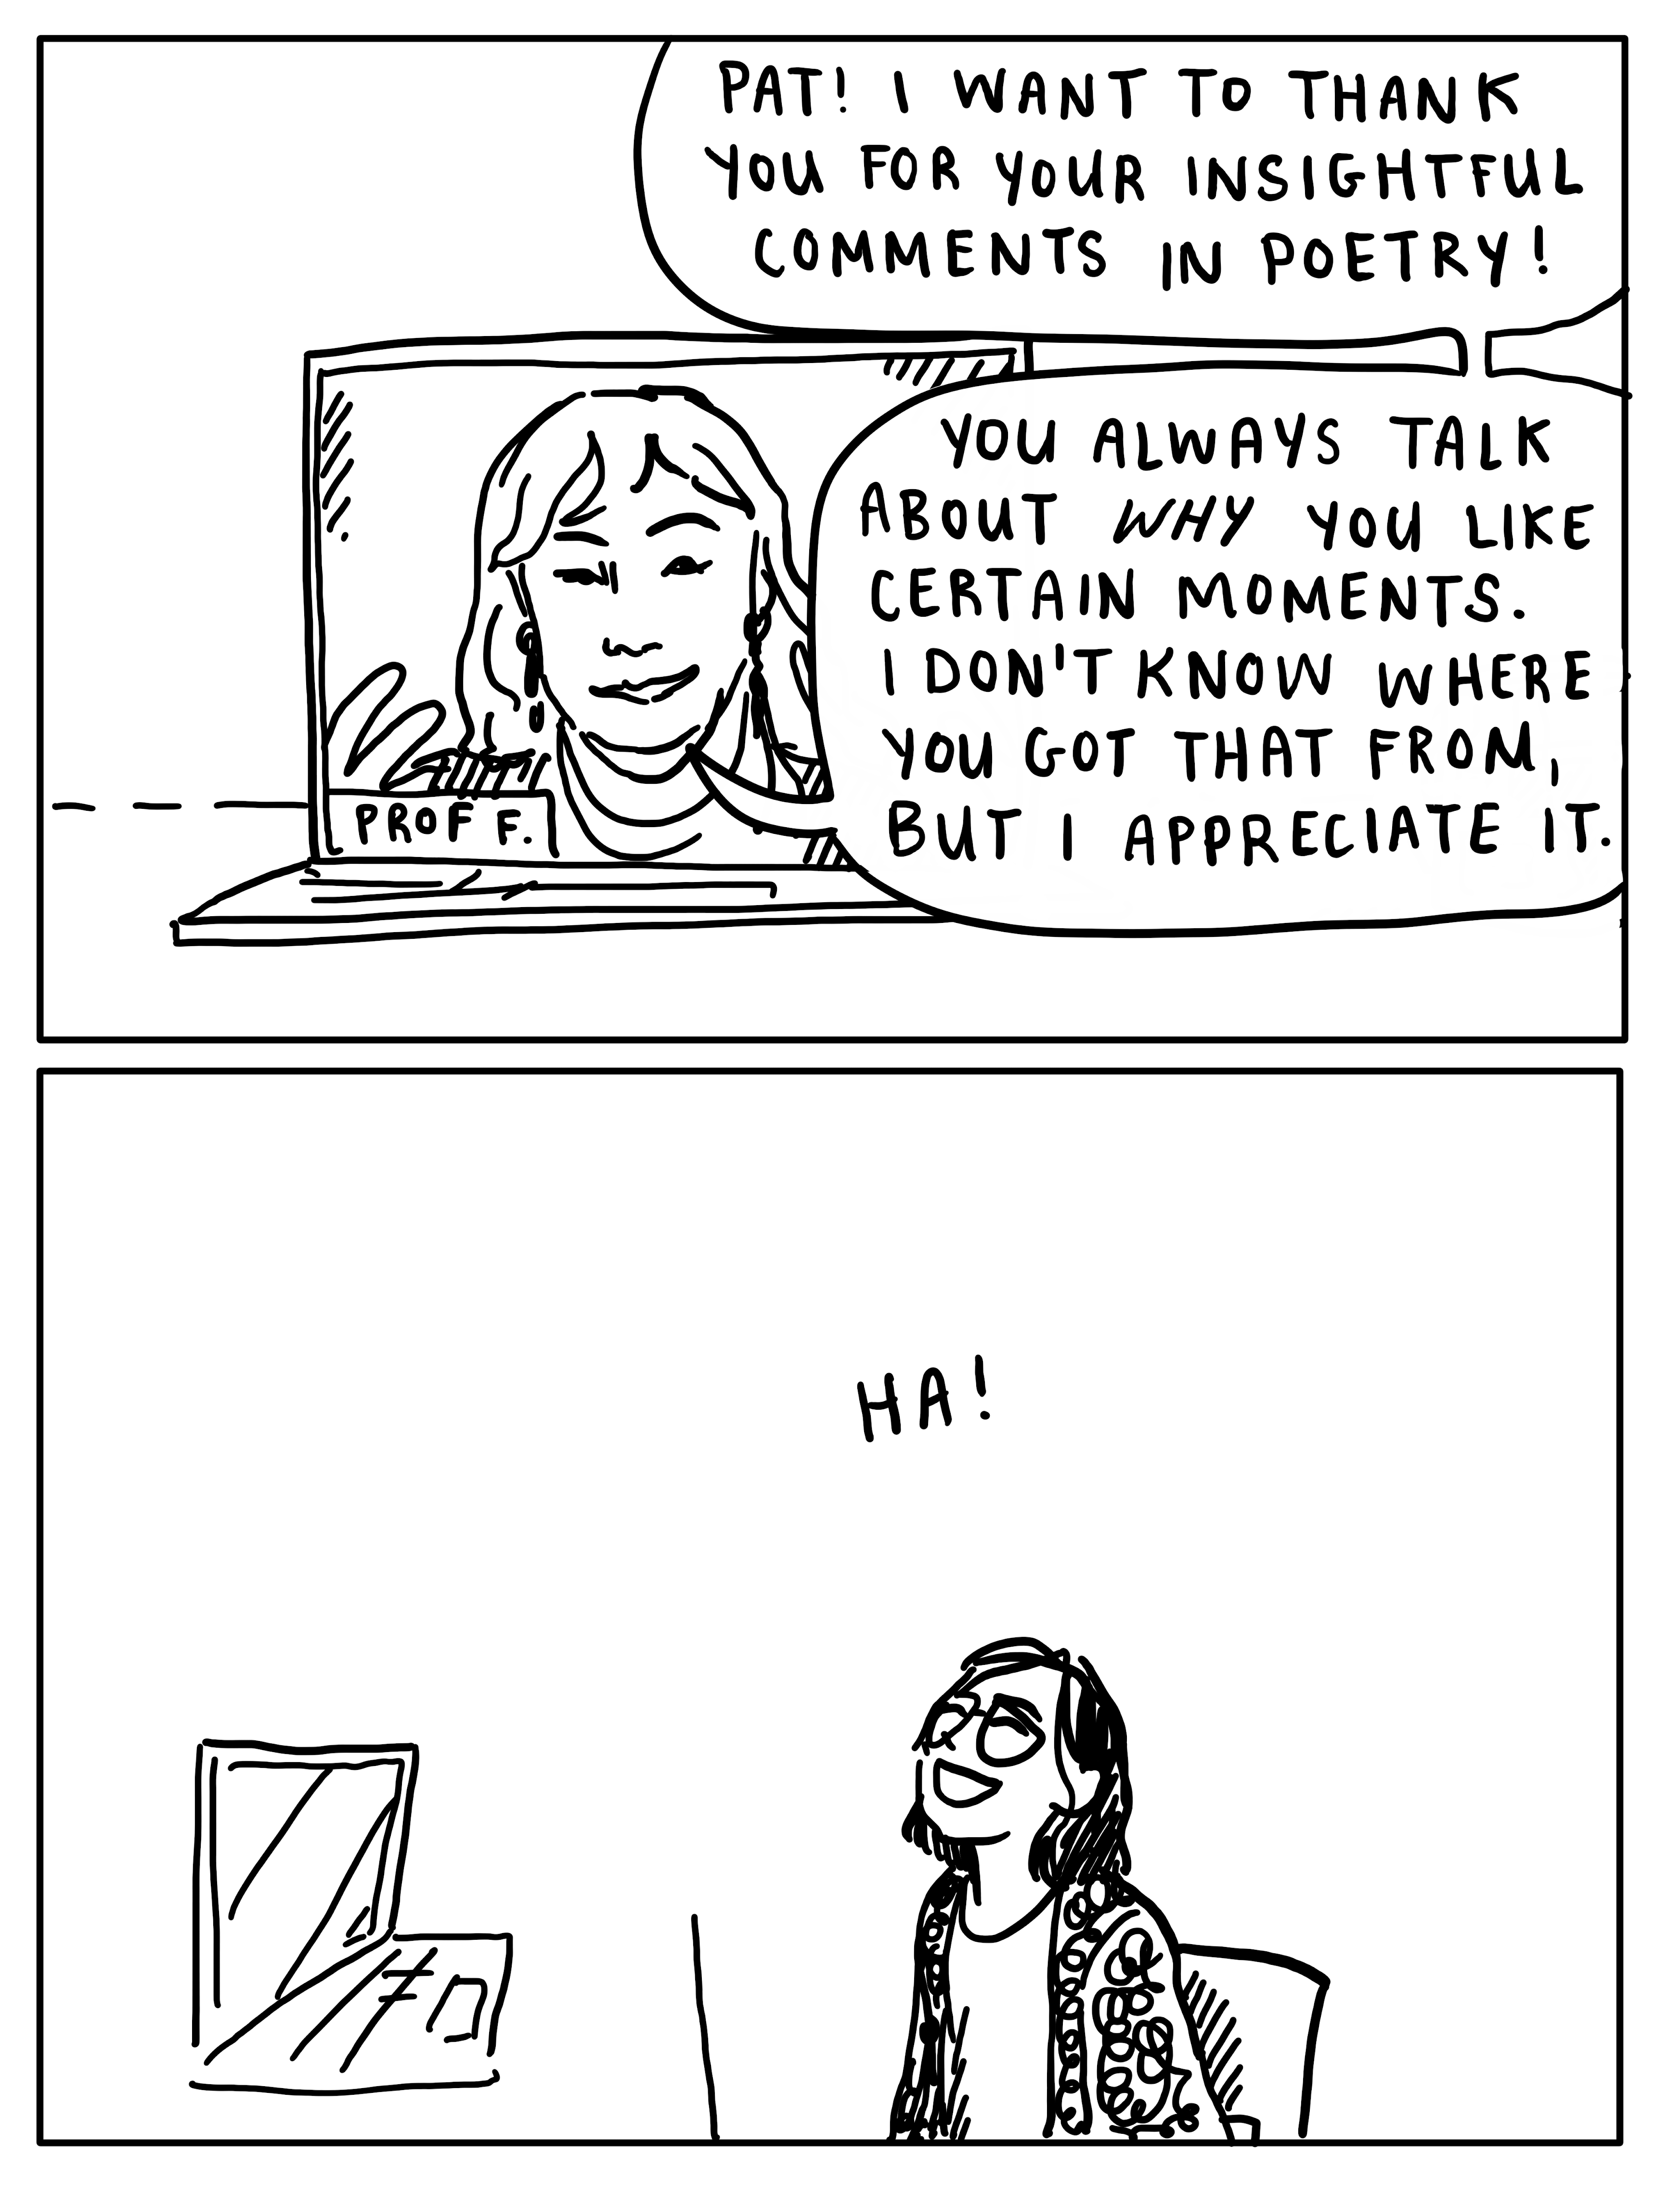 PAT! I WANT TO THANK
YOU FOR YOUR INSIGHTFUL
COMMENTS IN POETRY!
YOU ALWAYS TALK
ABOUT WHY YOU LIKE
CERTAIN MOMENTS.
I DON'T KNOW WHERE
YOU GOT THAT FROM,
BUT I APPRECIATE IT.
PROFF.
HA!